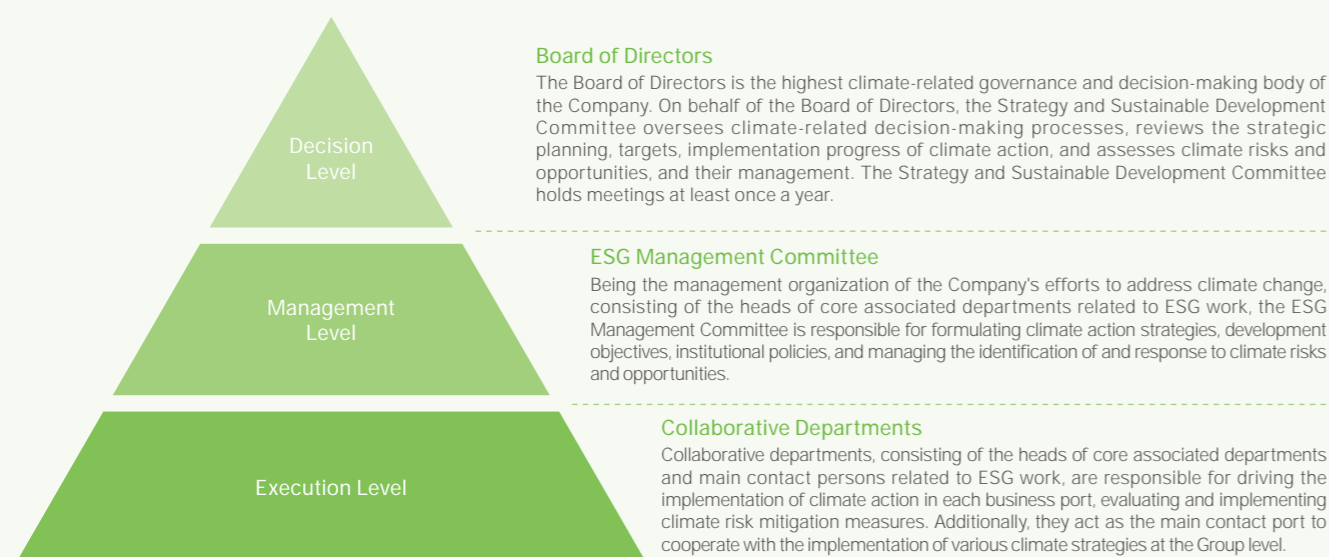 Decision
Level
Board of Directors
The Board of Directors is the highest climate-related governance and decision-making body of
the Company. On behalf of the Board of Directors, the Strategy and Sustainable Development
Committee oversees climate-related decision-making processes, reviews the strategic
planning, targets, implementation progress of climate action, and assesses climate risks and
opportunities, and their management. The Strategy and Sustainable Development Committee
holds meetings at least once a year.
Management
Level
ESG Management Committee
Being the management organization of the Company's efforts to address climate change,
consisting of the heads of core associated departments related to ESG work, the ESG
Management Committee is responsible for formulating climate action strategies, development
objectives, institutional policies, and managing the identification of and response to climate risks
and opportunities.
Execution Level
Collaborative Departments
Collaborative departments, consisting of the heads of core associated departments
and main contact persons related to ESG work, are responsible for driving the
implementation of climate action in each business port, evaluating and implementing
climate risk mitigation measures. Additionally, they act as the main contact port to
cooperate with the implementation of various climate strategies at the Group level.